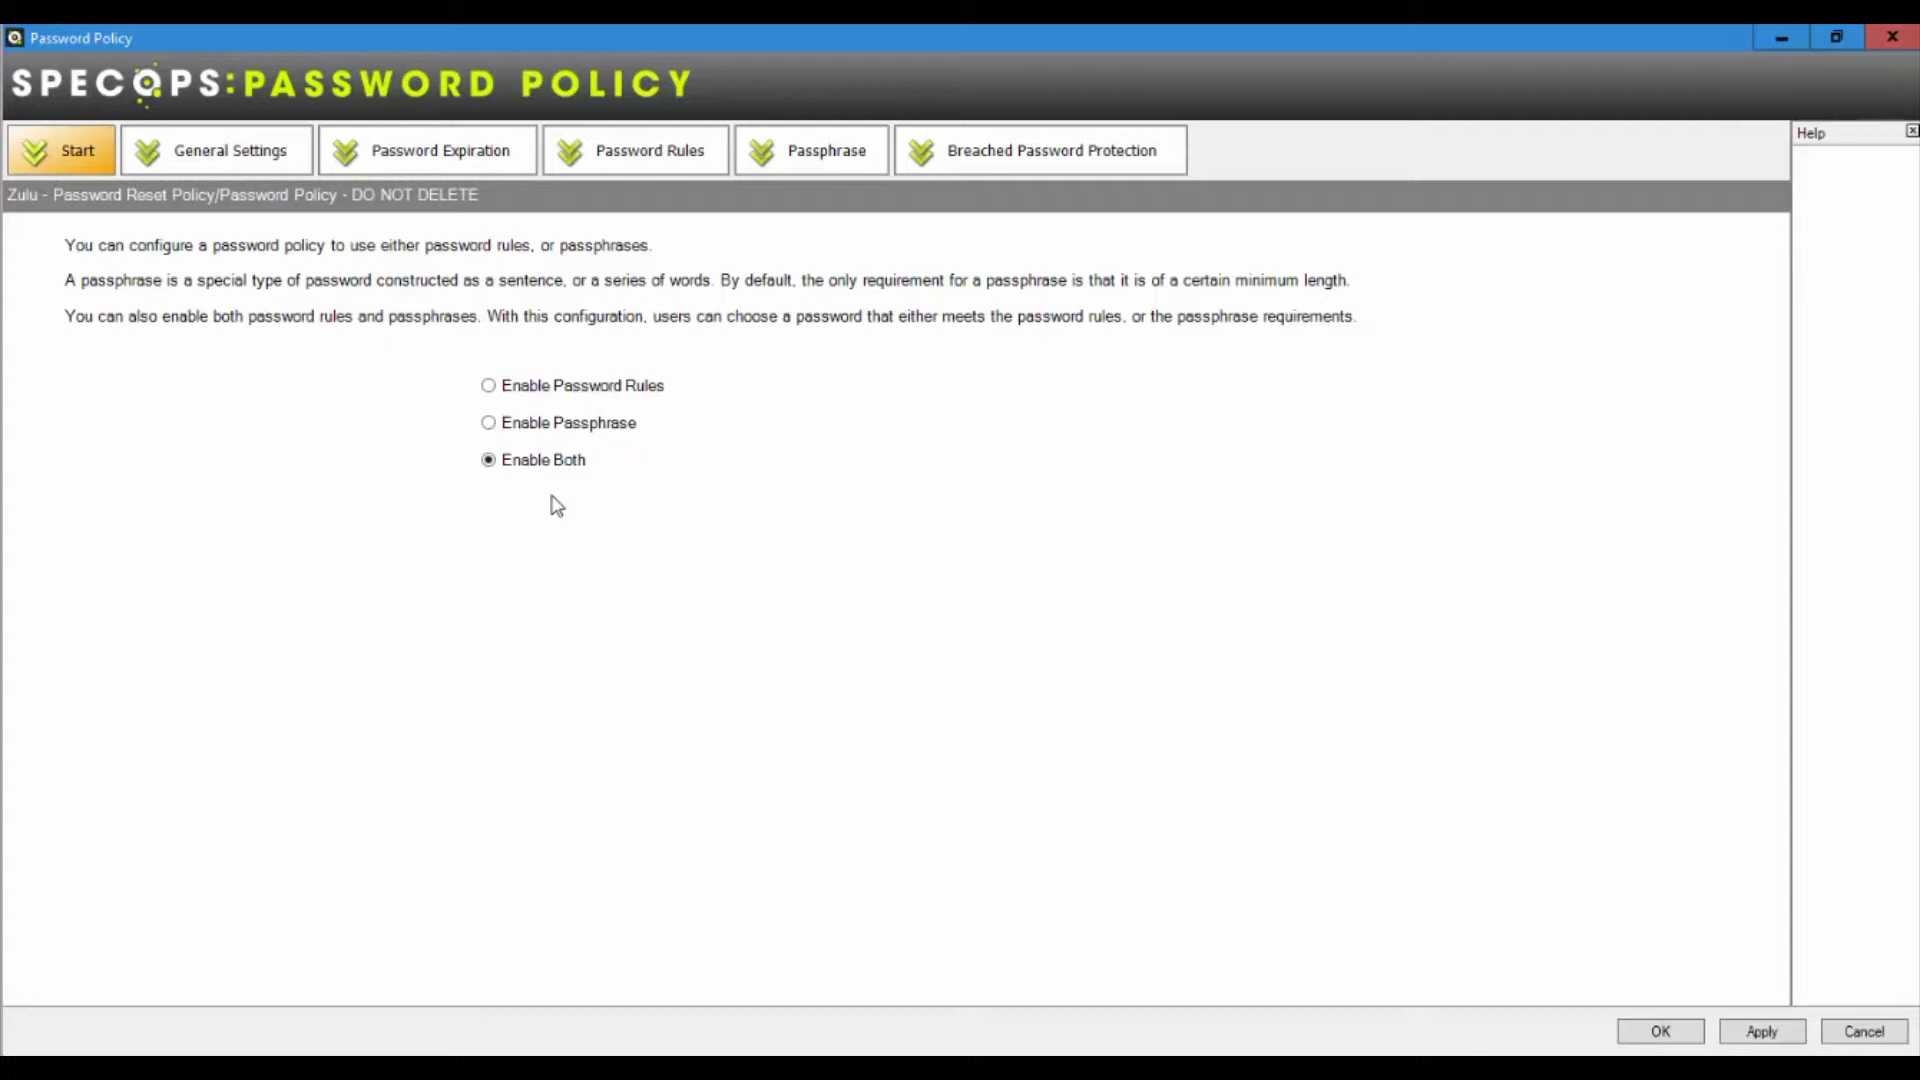 Password Policy
SPECOPS:PASSWORD POLICY
Start
General Settings
Password Expiration
Password Rules
Passphrase
Breached Password Protection
Help
Zulu - Password Reset Policy/Password Policy - DO NOT DELETE
You can configure a password policy to use either password rules, or passphrases.
A passphrase is a special type of password constructed as a sentence, or a series of words. By default, the only requirement for a passphrase is that it is of a certain minimum length.
You can also enable both password rules and passphrases. With this configuration, users can choose a password that either meets the password rules, or the passphrase requirements.
Enable Password Rules
Enable Passphrase
Enable Both
OK
Apply
Cancel